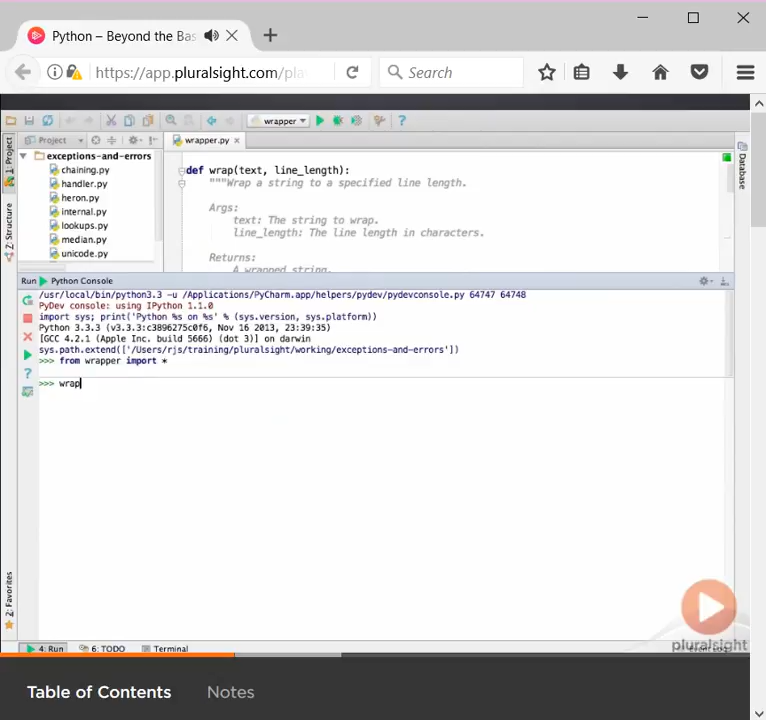 Python – Beyond the Bas
https://app.pluralsight.com/pla
Search
wrapper
Project
wrapper.py
1: Project
exceptions-and-errors
chaining.py
handler.py
heron.py
internal.py
lookups.py
median.py
unicode.py
Z: Structure
def wrap(text, line_length):
"""Wrap a string to a specified line length.
Args:
text: The string to wrap.
line_length: The line length in characters.
Returns:
A wrapped string.
Database
Run Python Console
/usr/local/bin/python3.3 -u /Applications/PyCharm.app/helpers/pydev/pydevconsole.py 64747 64748
PyDev console: using IPython 1.1.0
import sys; print('Python %s on %s' % (sys.version, sys.platform))
Python 3.3.3 (v3.3.3:c3896275c0f6, Nov 16 2013, 23:39:35)
[GCC 4.2.1 (Apple Inc. build 5666) (dot 3)] on darwin
sys.path.extend(['/Users/rjs/training/pluralsight/working/exceptions-and-errors'])
>>> from wrapper import *
>>> wrap
2: Favorites
pluralsight
4: Run 6: TODO Terminal
Table of Contents Notes